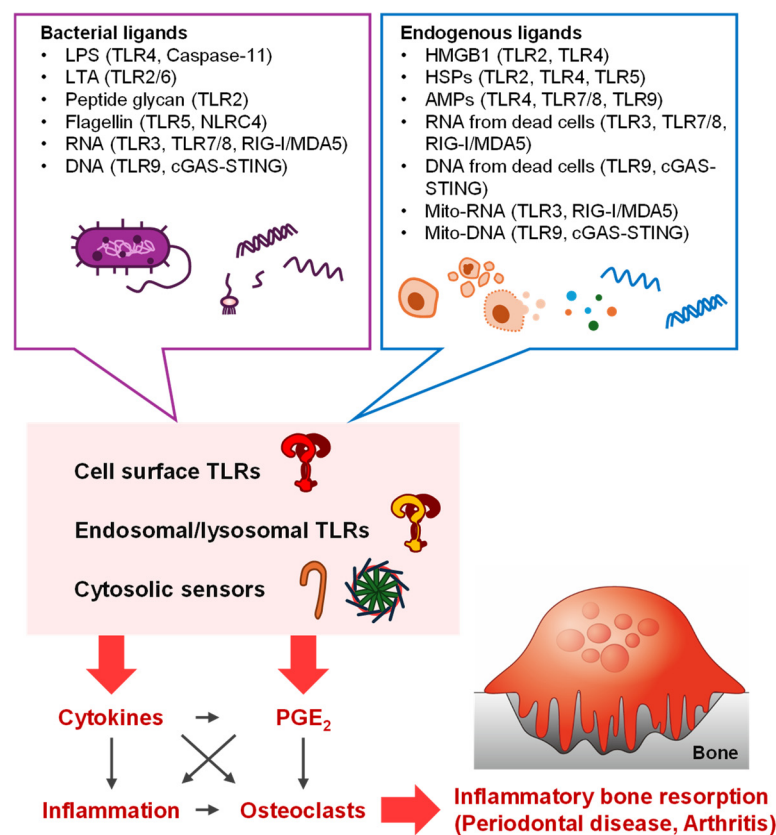 Bacterial ligands
• LPS (TLR4, Caspase-11)
• LTA (TLR2/6)
• Peptide glycan (TLR2)
• Flagellin (TLR5, NLRC4)
• RNA (TLR3, TLR7/8, RIG-I/MDA5)
• DNA (TLR9, cGAS-STING)
Endogenous ligands
• HMGB1 (TLR2, TLR4)
• HSPs (TLR2, TLR4, TLR5)
• AMPs (TLR4, TLR7/8, TLR9)
• RNA from dead cells (TLR3, TLR7/8,
RIG-I/MDA5)
• DNA from dead cells (TLR9, cGAS-
STING)
• Mito-RNA (TLR3, RIG-I/MDA5)
• Mito-DNA (TLR9, cGAS-STING)
Cell surface TLRs
Endosomal/lysosomal TLRs
Cytosolic sensors
Cytokines
PGE₂
Inflammation
Osteoclasts
Bone
Inflammatory bone resorption
(Periodontal disease, Arthritis)